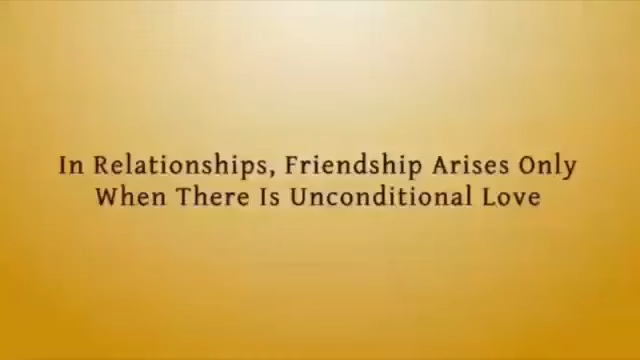 In Relationships, Friendship Arises Only
When There Is Unconditional Love